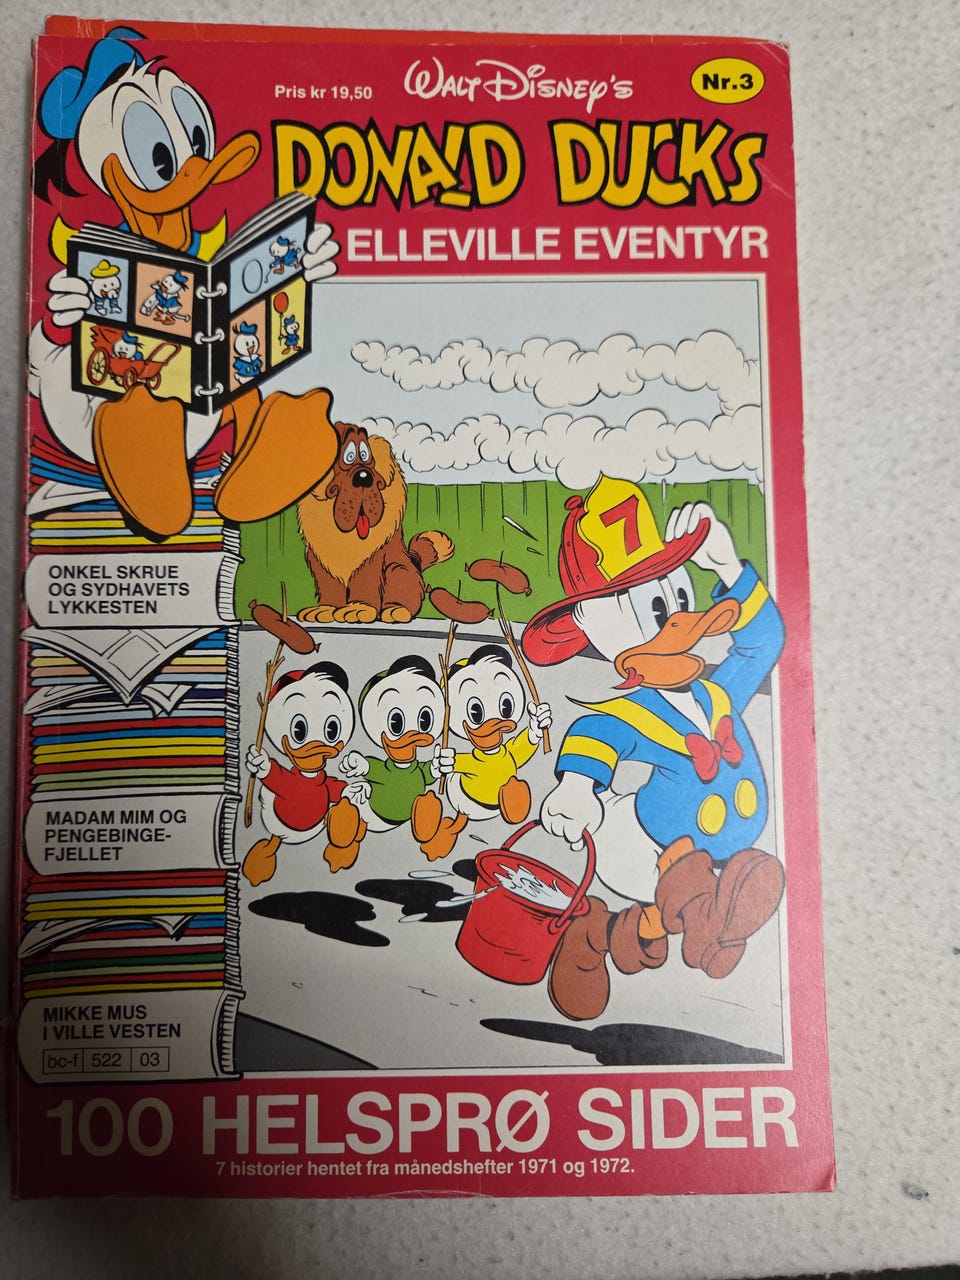 Pris kr 19,50
Walt Disney's
Nr.3
DONALD DUCKS
ELLEVILLE EVENTYR
7
ONKEL SKRUE
OG SYDHAVETS
LYKKESTEN
MADAM MIM OG
PENGEBINGE-
FJELLET
MIKKE MUS
I VILLE VESTEN
bc-f 522 03
100 HELSPRØ SIDER
7 historier hentet fra månedshefter 1971 og 1972.